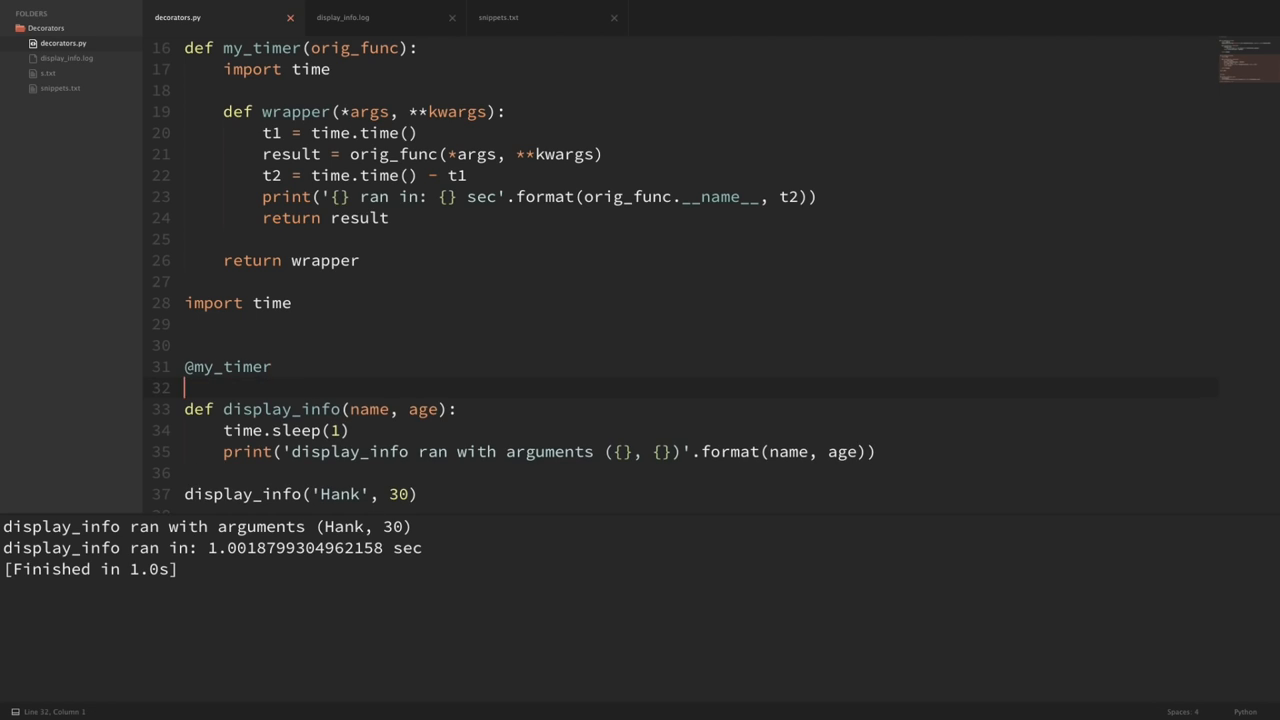 FOLDERS
Decorators
decorators.py
display_info.log
s.txt
snippets.txt
decorators.py × display_info.log × snippets.txt ×
16 def my_timer(orig_func):
17     import time
18
19     def wrapper(*args, **kwargs):
20         t1 = time.time()
21         result = orig_func(*args, **kwargs)
22         t2 = time.time() - t1
23         print('{} ran in: {} sec'.format(orig_func.__name__, t2))
24         return result
25
26     return wrapper
27
28 import time
29
30
31 @my_timer
32
33 def display_info(name, age):
34     time.sleep(1)
35     print('display_info ran with arguments ({}, {})'.format(name, age))
36
37 display_info('Hank', 30)
display_info ran with arguments (Hank, 30)
display_info ran in: 1.0018799304962158 sec
[Finished in 1.0s]
Line 32, Column 1 Spaces: 4 Python